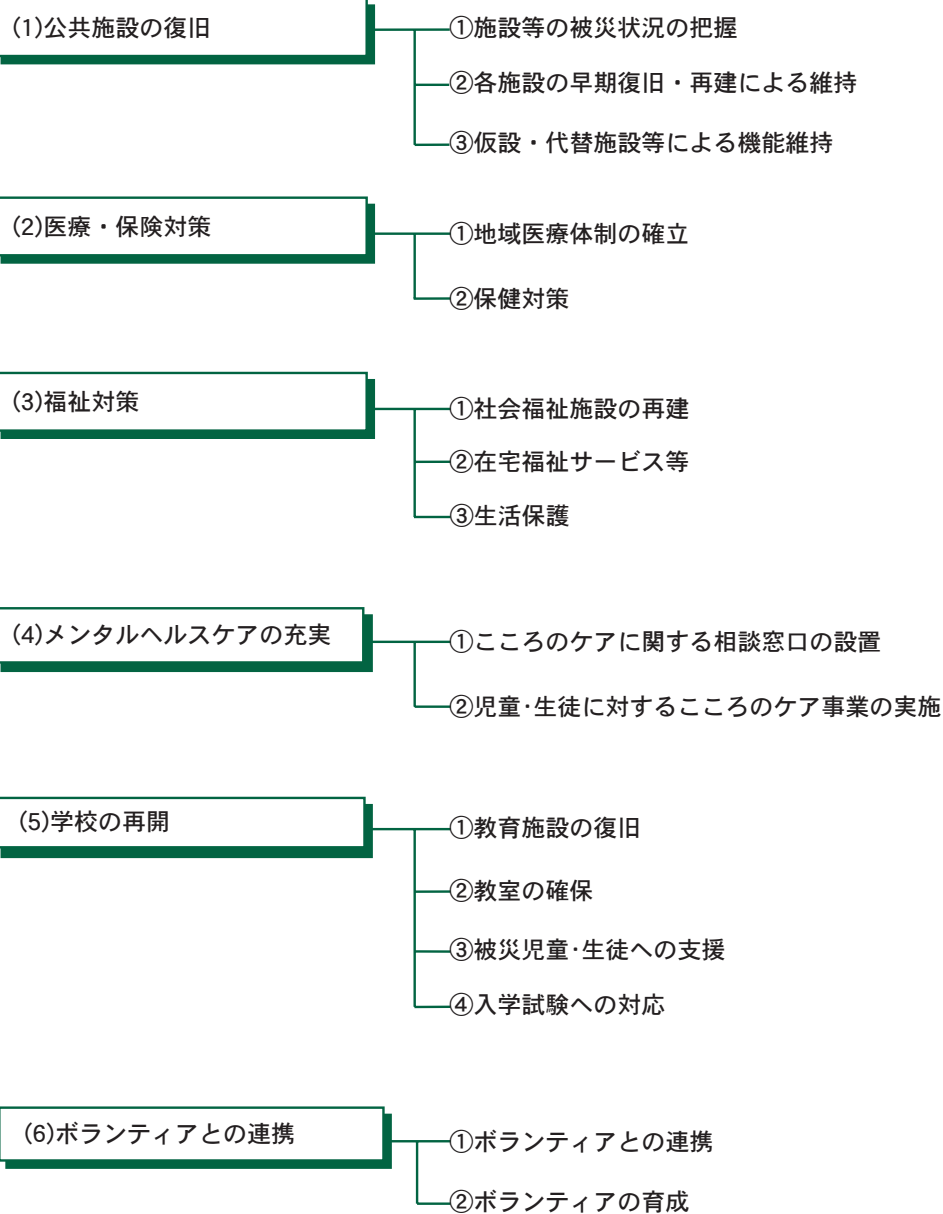 (1)公共施設の復旧
①施設等の被災状況の把握
②各施設の早期復旧・再建による維持
③仮設・代替施設等による機能維持
(2)医療・保険対策
①地域医療体制の確立
②保健対策
(3)福祉対策
①社会福祉施設の再建
②在宅福祉サービス等
③生活保護
(4)メンタルヘルスケアの充実
①こころのケアに関する相談窓口の設置
②児童･生徒に対するこころのケア事業の実施
(5)学校の再開
①教育施設の復旧
②教室の確保
③被災児童･生徒への支援
④入学試験への対応
(6)ボランティアとの連携
①ボランティアとの連携
②ボランティアの育成